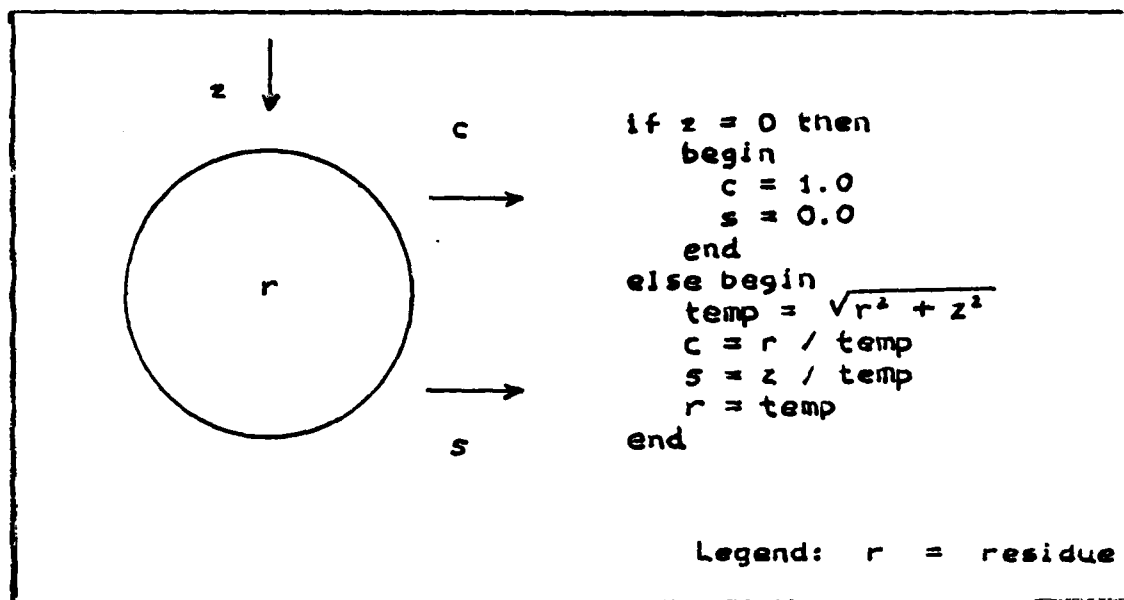 z
c
r
s
if z = 0 then
begin
c = 1.0
s = 0.0
end
else begin
temp = √r² + z²
c = r / temp
s = z / temp
r = temp
end
Legend: r = residue